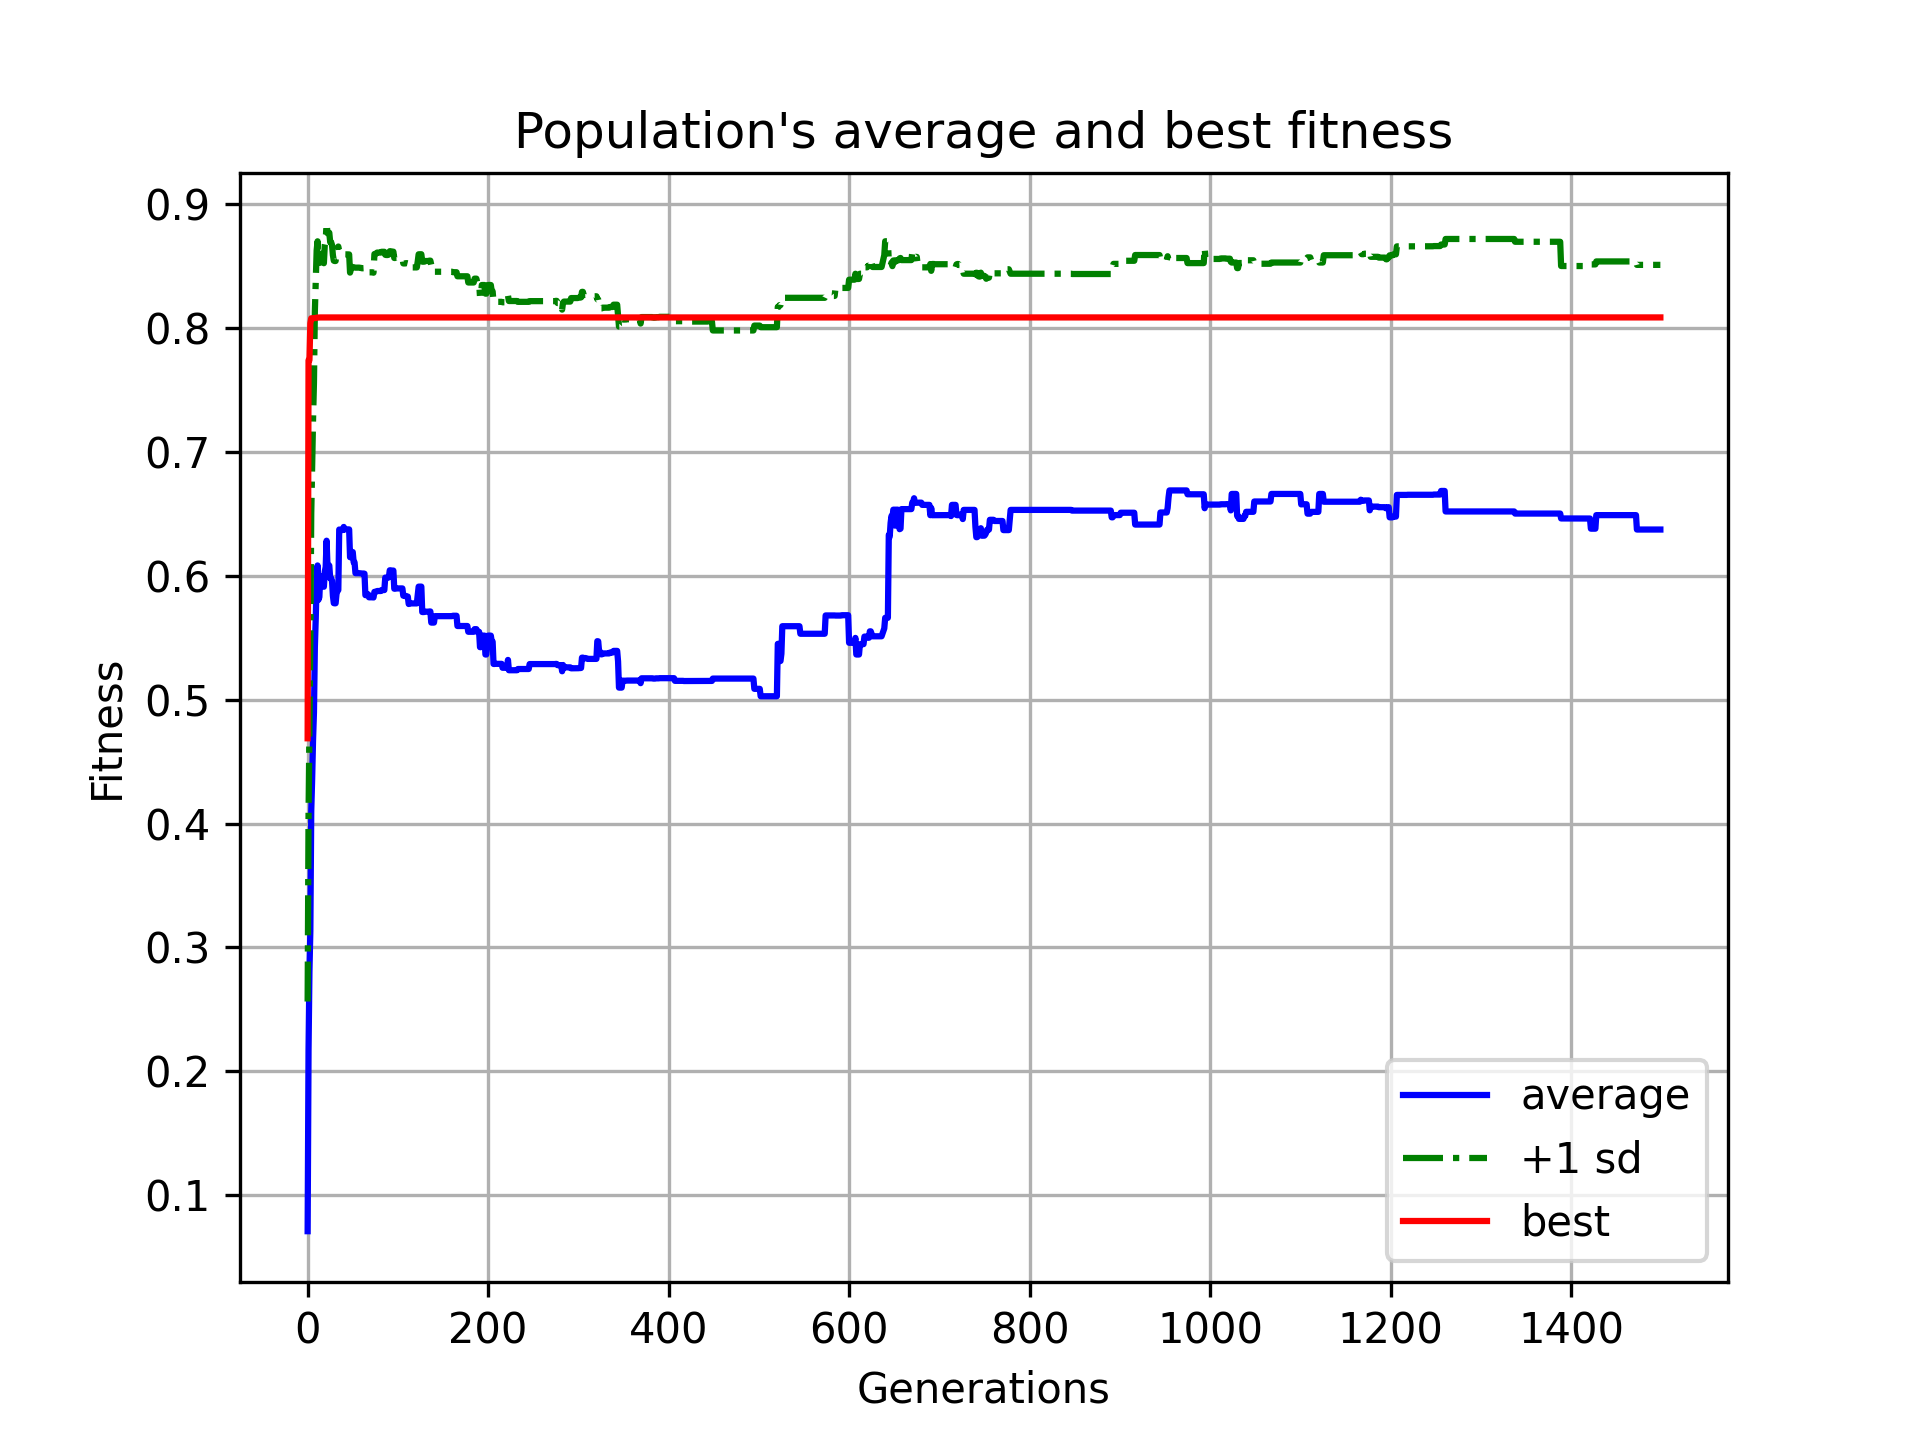 Population's average and best fitness
0.9
0.8
0.7
0.6
0.5
0.4
0.3
0.2
0.1
Fitness
average
+1 sd
best
0 200 400 600 800 1000 1200 1400
Generations